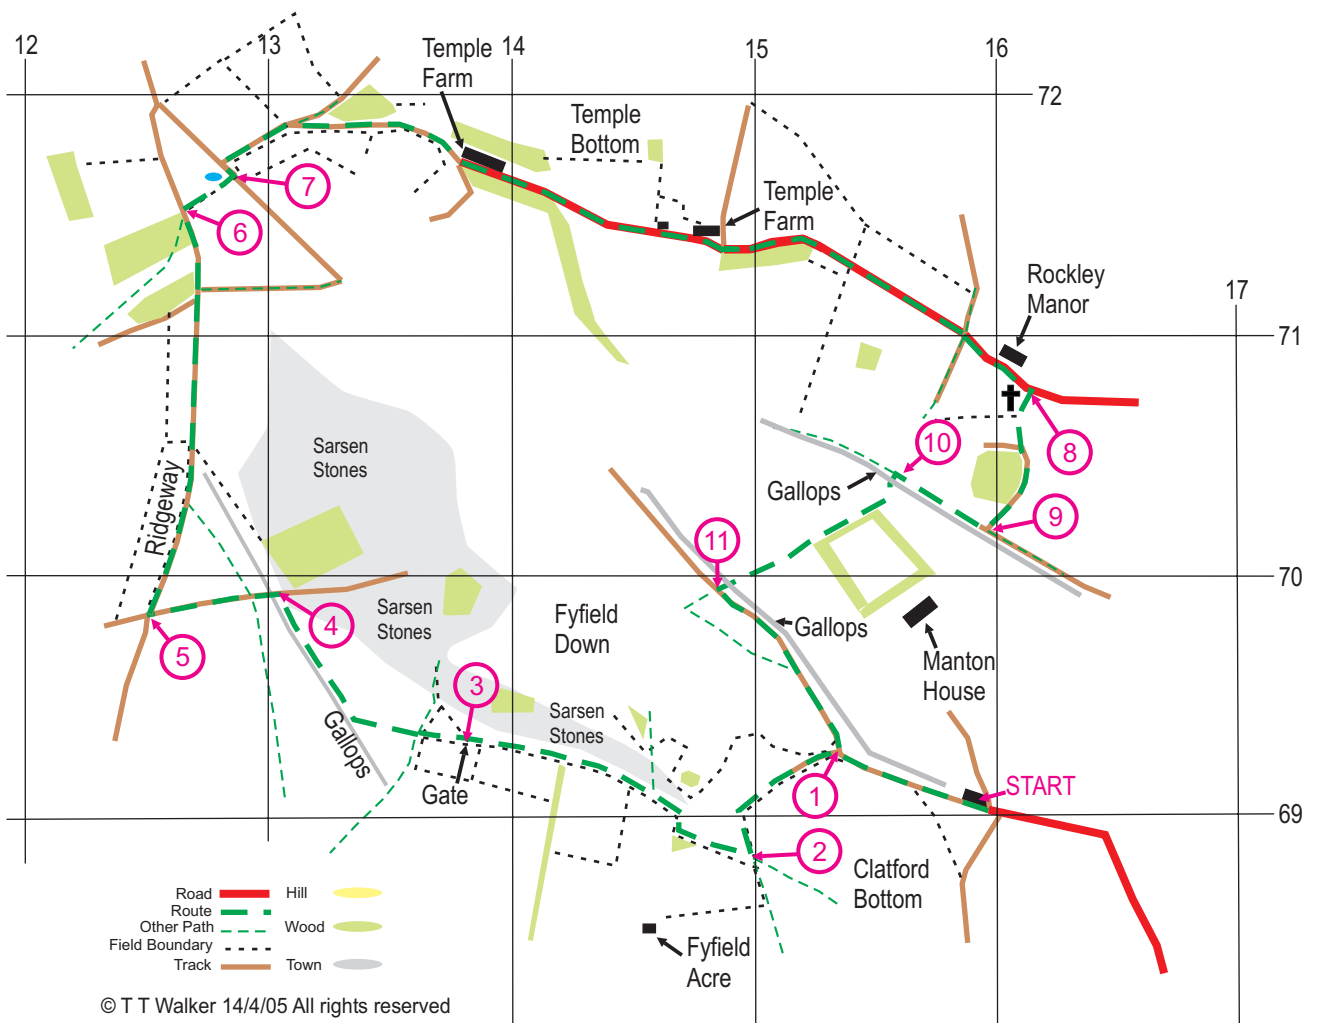 12
13
14
15
16
Temple
Farm
72
Temple
Bottom
7
Temple
Farm
6
Rockley
Manor
17
71
10
8
Sarsen
Stones
Gallops
Ridgeway
9
11
70
Sarsen
Stones
Fyfield
Down
4
Gallops
5
Manton
House
3
Sarsen
Stones
Gallops
Gate
1
START
69
2
Clatford
Bottom
Road
Hill
Route
Other Path
Wood
Field Boundary
Track
Town
Fyfield
Acre
© T T Walker 14/4/05 All rights reserved